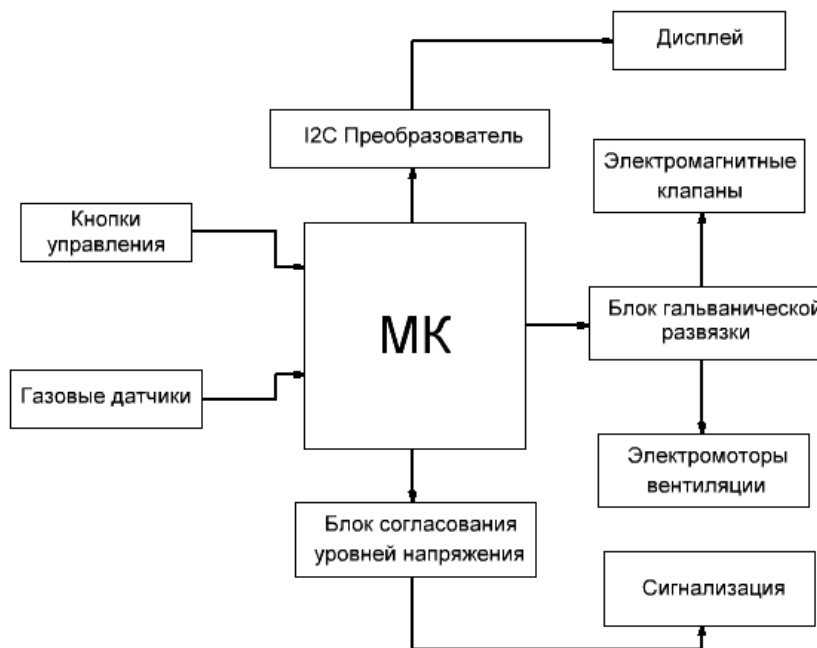 Дисплей
I2C Преобразователь
Электромагнитные
клапаны
Кнопки
управления
МК
Блок гальванической
развязки
Газовые датчики
Электромоторы
вентиляции
Блок согласования
уровней напряжения
Сигнализация